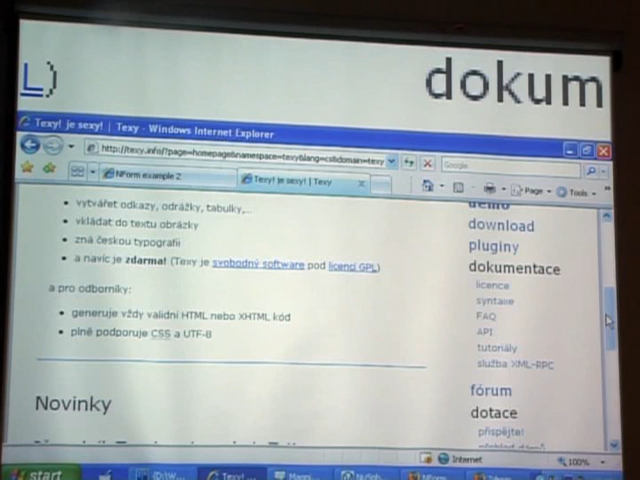 L)
dokum
Texy! je sexy! | Texy - Windows Internet Explorer
http://texy.info/?page=homepage&namespace=texy&lang=cs&domain=texy
Google
NForm example 2
Texy! je sexy! | Texy
Page
Tools
vytvářet odkazy, odrážky, tabulky,...
vkládat do textu obrázky
zná českou typografii
a navíc je zdarma! (Texy je svobodný software pod licencí GPL)
a pro odborníky:
generuje vždy validní HTML nebo XHTML kód
plně podporuje CSS a UTF-8
Novinky
demo
download
pluginy
dokumentace
licence
syntaxe
FAQ
API
tutoriály
služba XML-RPC
fórum
dotace
přispějte!
Internet
100%
start
Texy! ...